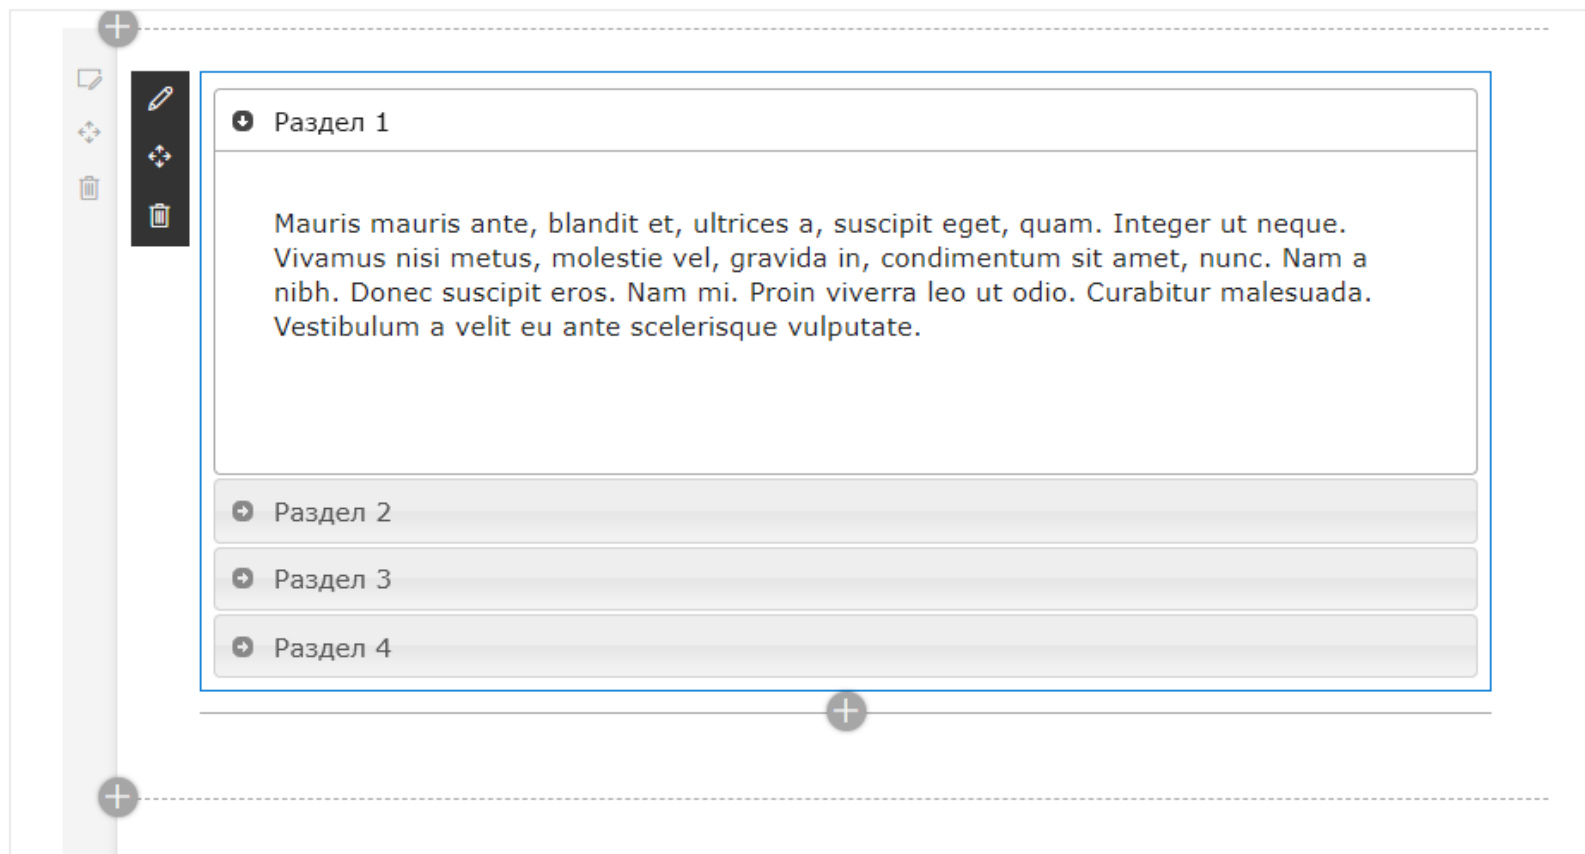 Раздел 1
Mauris mauris ante, blandit et, ultrices a, suscipit eget, quam. Integer ut neque.
Vivamus nisi metus, molestie vel, gravida in, condimentum sit amet, nunc. Nam a
nibh. Donec suscipit eros. Nam mi. Proin viverra leo ut odio. Curabitur malesuada.
Vestibulum a velit eu ante scelerisque vulputate.
Раздел 2
Раздел 3
Раздел 4